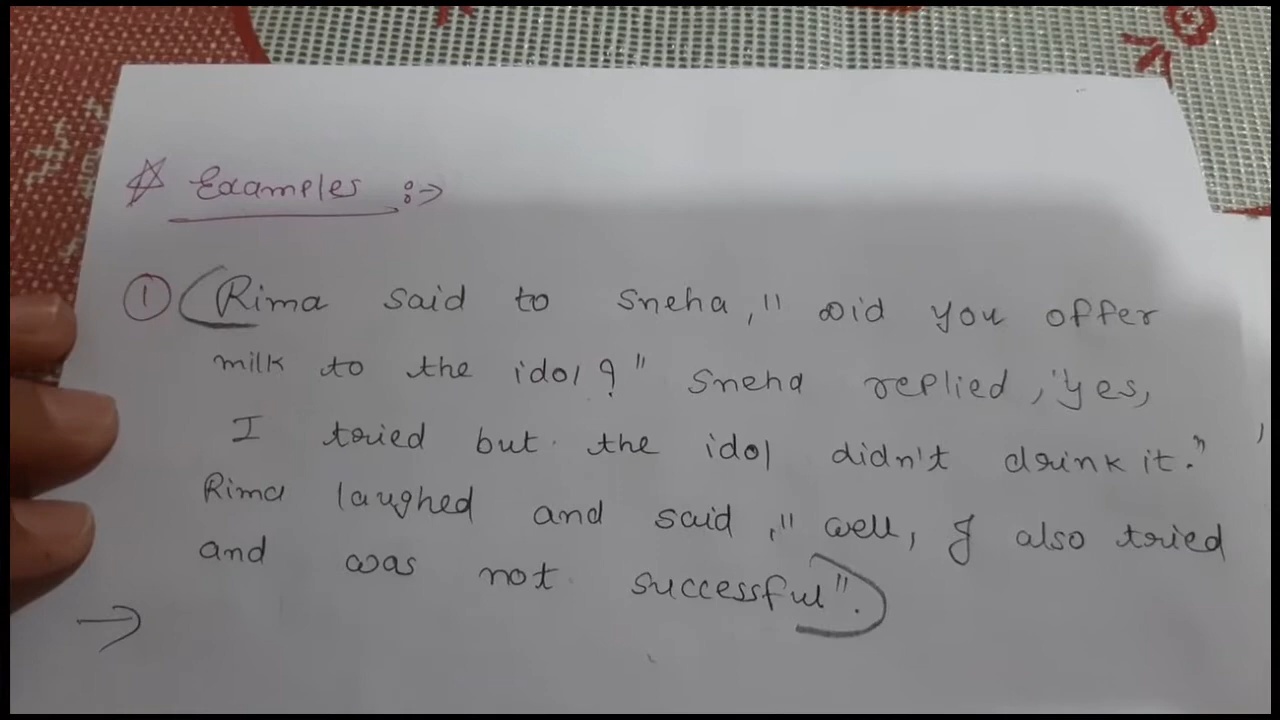 ☆ Examples :→
① (Rima said to Sneha, " Did you offer
milk to the idol ? " Sneha replied, "Yes,
I tried but the idol didn't drink it."
Rima laughed and said, " well, I also tried
and was not successful".)
→